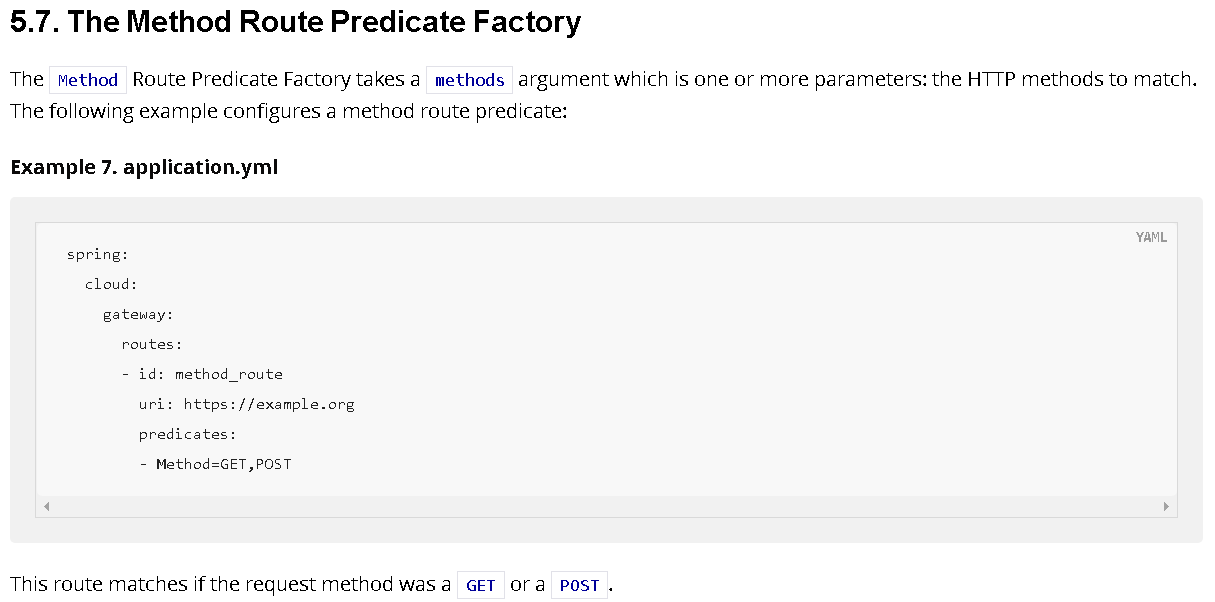 5.7. The Method Route Predicate Factory
The Method Route Predicate Factory takes a methods argument which is one or more parameters: the HTTP methods to match.
The following example configures a method route predicate:
Example 7. application.yml
YAML
spring:
  cloud:
    gateway:
      routes:
      - id: method_route
        uri: https://example.org
        predicates:
        - Method=GET,POST
This route matches if the request method was a GET or a POST.